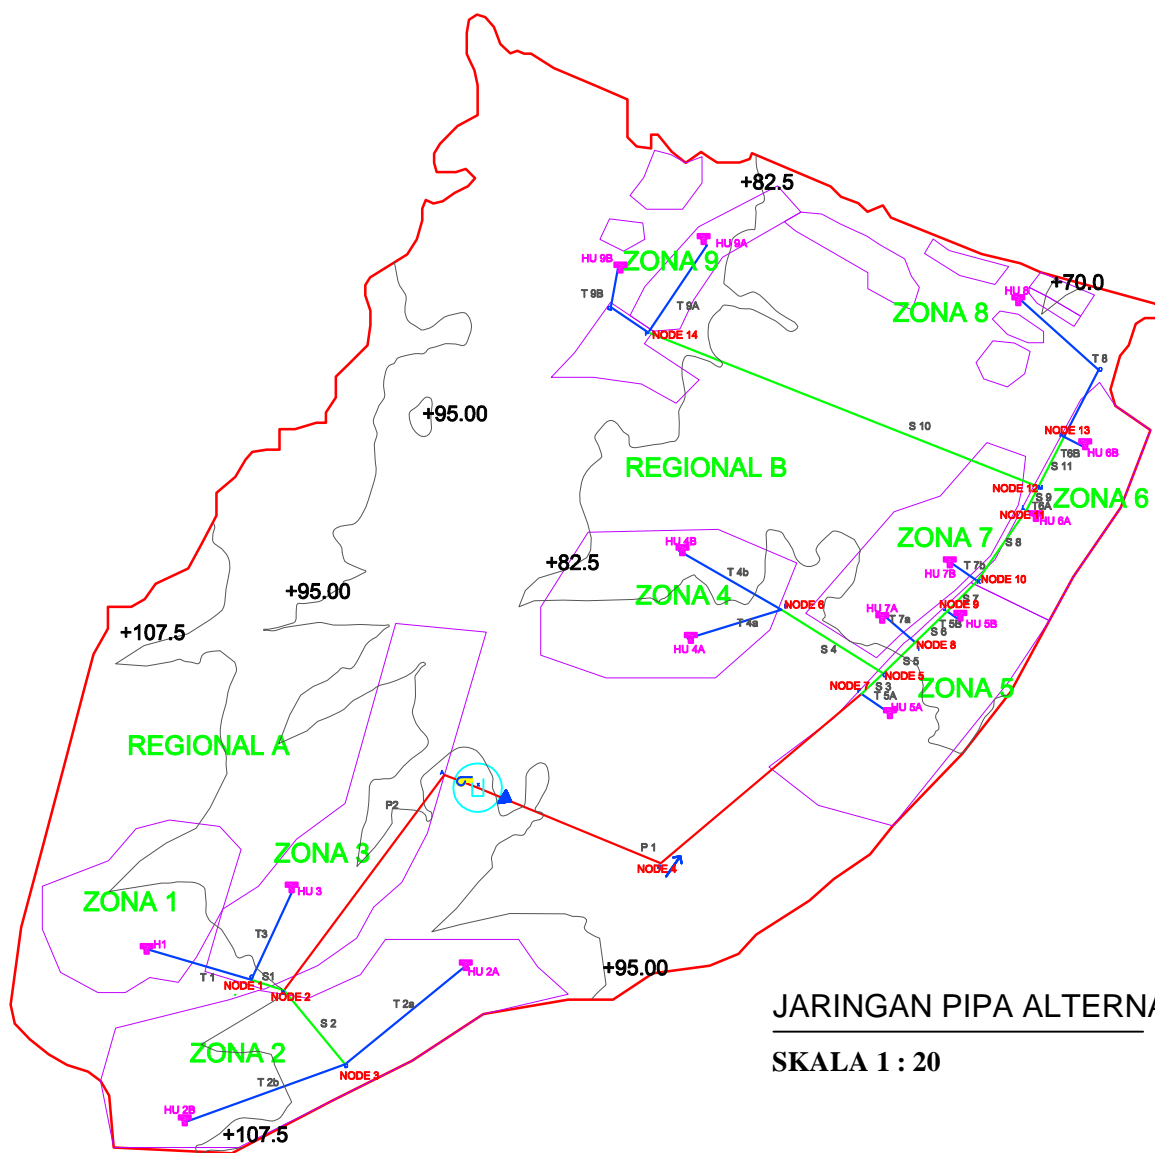 +82.5
HU 9A
HU 9B
ZONA 9
+70.0
HU 8
T 9B
T 9A
ZONA 8
NODE 14
T 8
+95.00
S 10
NODE 13
T6B
HU 6B
S 11
REGIONAL B
NODE 12
S 9
ZONA 6
T6A
NODE 11
HU 6A
HU 4B
ZONA 7
S 8
+82.5
T 4b
T 7b
HU 7B
NODE 10
+95.00
ZONA 4
S 7
NODE 6
NODE 9
HU 7A
T 7a
T 5B
HU 5B
T 4a
+107.5
S 6
HU 4A
NODE 8
S 4
S 5
NODE 5
NODE 7
S 3
ZONA 5
T 5A
HU 5A
REGIONAL A
P2
P 1
ZONA 3
NODE 4
HU 3
ZONA 1
T3
H1
HU 2A
+95.00
T 1
S1
NODE 1
NODE 2
T 2a
JARINGAN PIPA ALTERNA
S 2
ZONA 2
SKALA 1 : 20
NODE 3
T 2b
HU 2B
+107.5